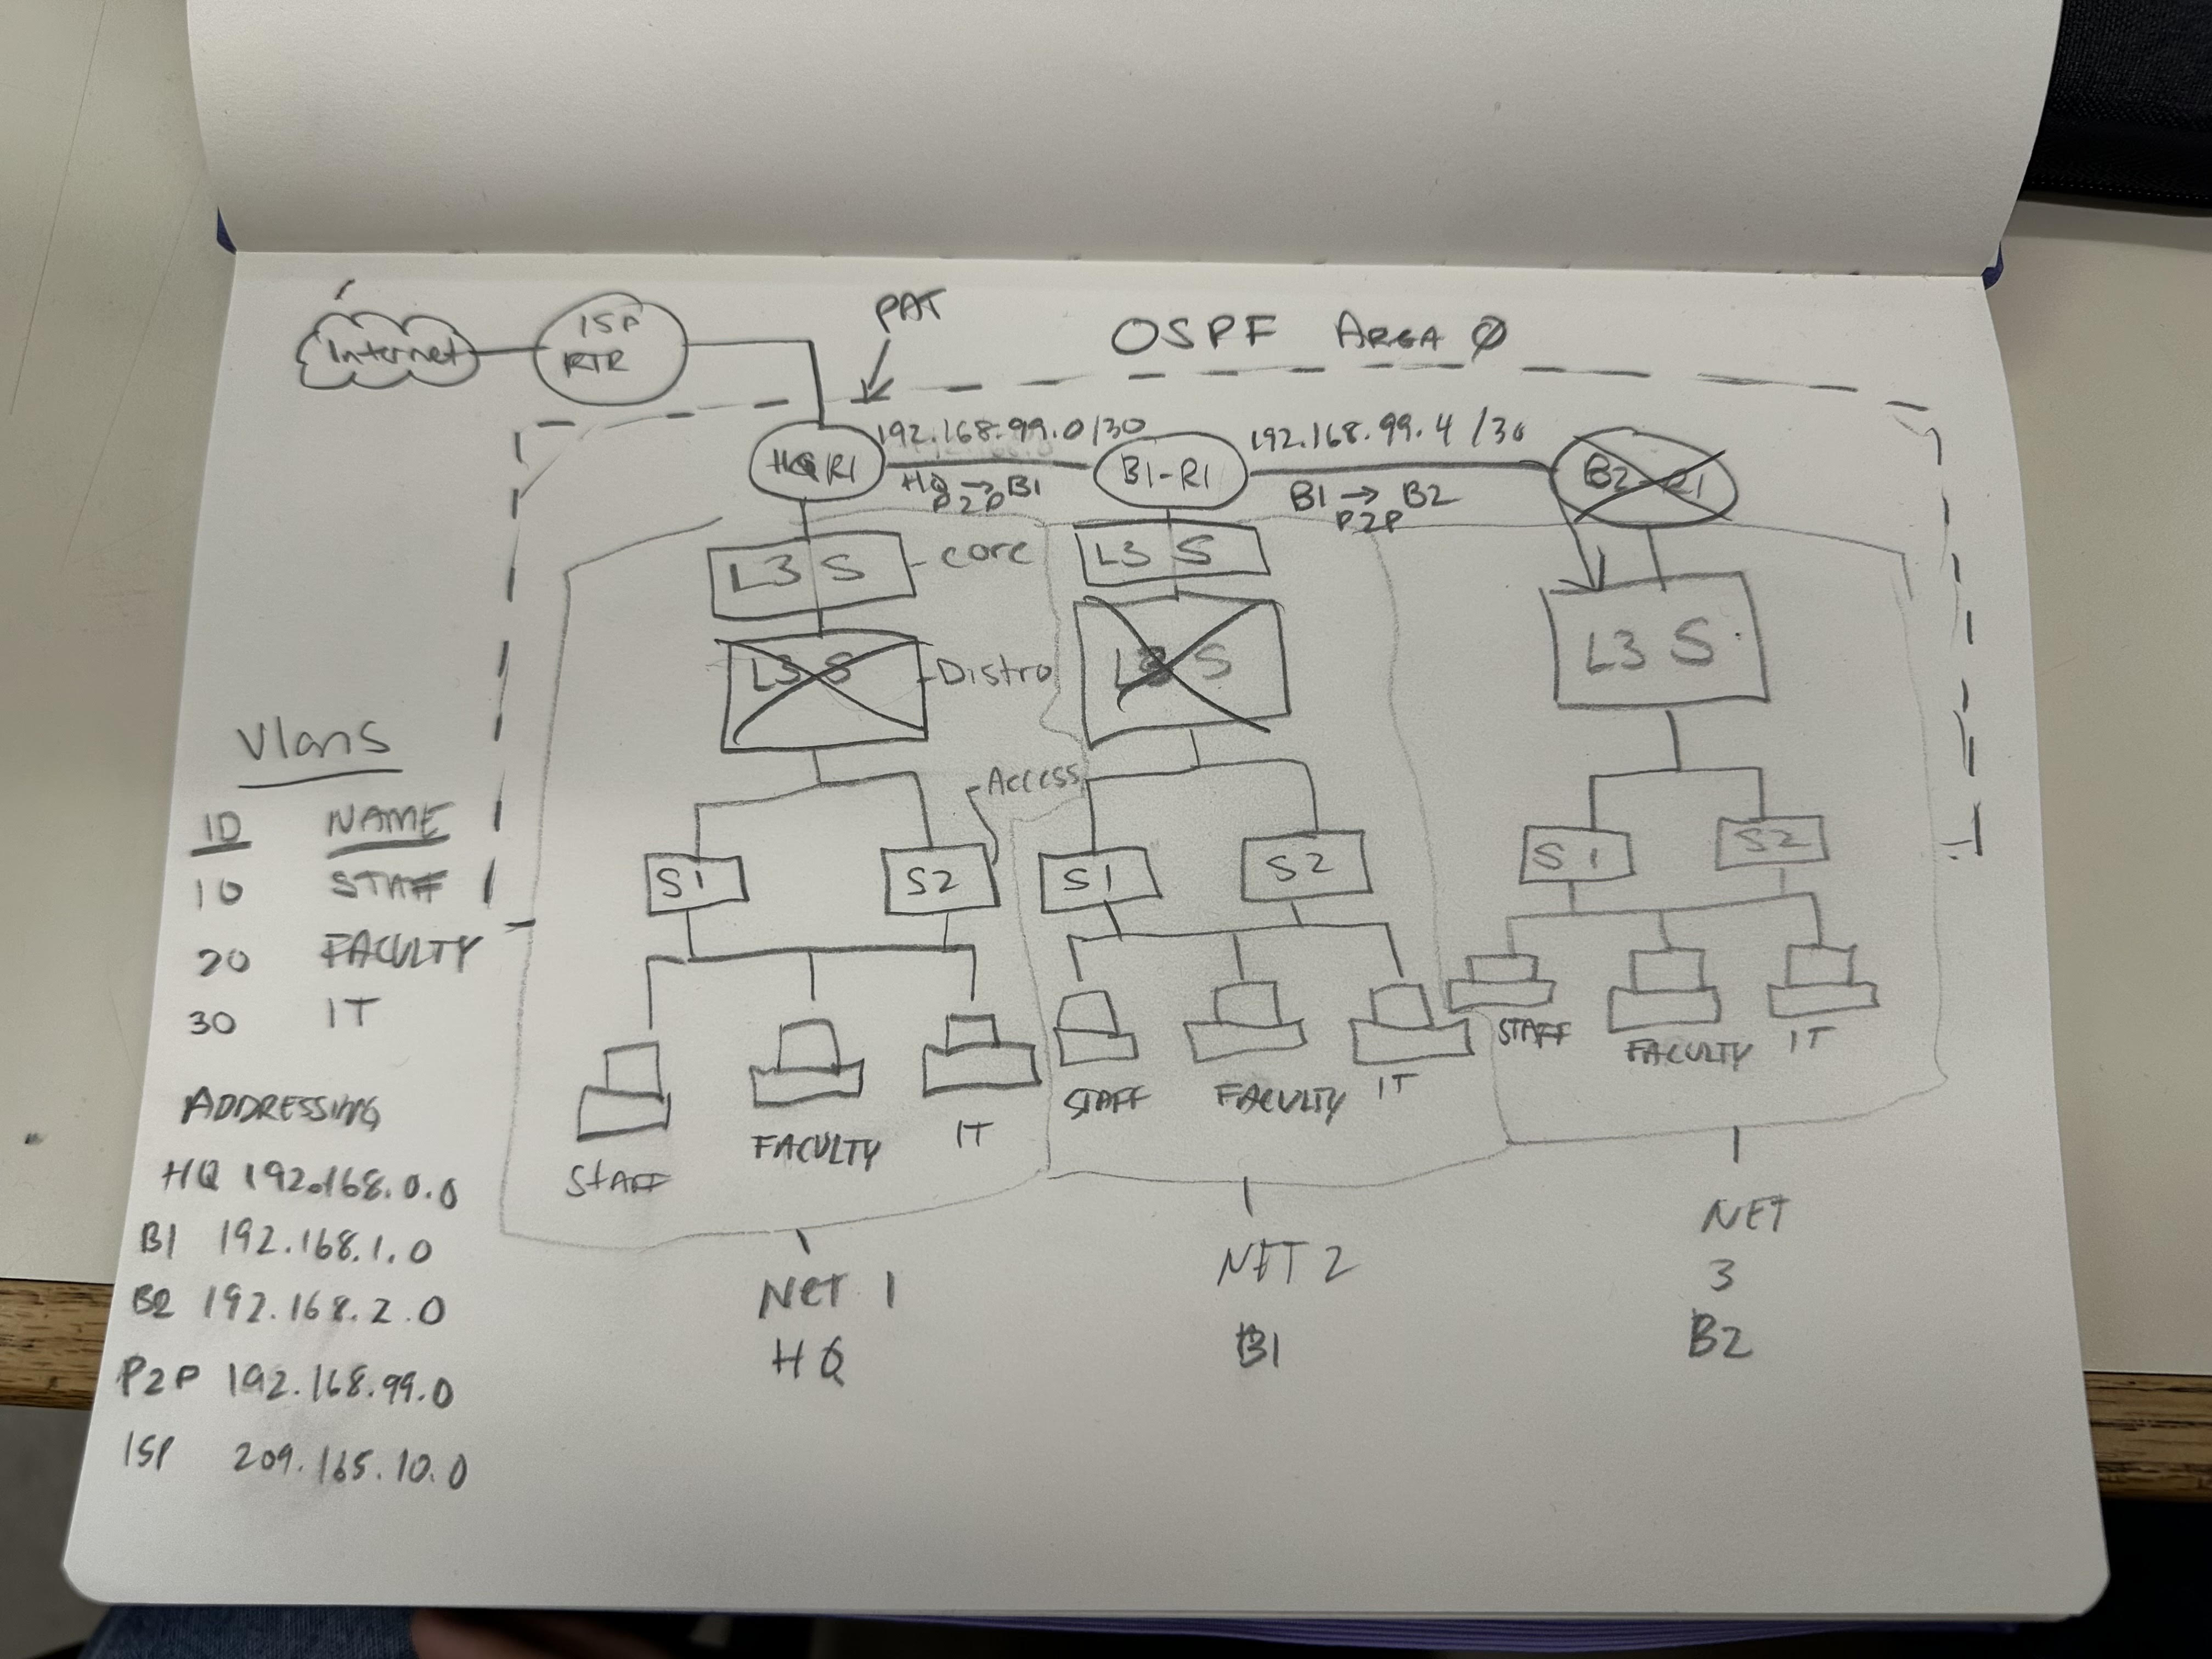 Internet
ISP
RTR
PAT
OSPF AREA 0
HQ R1
192.168.99.0/30
HQ → B1
P2P
B1-R1
192.168.99.4 /30
B1 → B2
P2P
B2-R1
L3 S
core
L3 S
Distro
Access
S1
S2
STAFF
FACULTY
IT
L3 S
L3 S
S1
S2
STAFF
FACULTY
IT
L3 S
S1
S2
STAFF
FACULTY
IT
NET 1
HQ
NET 2
B1
NET
3
B2
Vlans
ID NAME
10 STAFF
20 FACULTY
30 IT
ADDRESSING
HQ 192.168.0.0
B1 192.168.1.0
B2 192.168.2.0
P2P 192.168.99.0
ISP 209.165.10.0